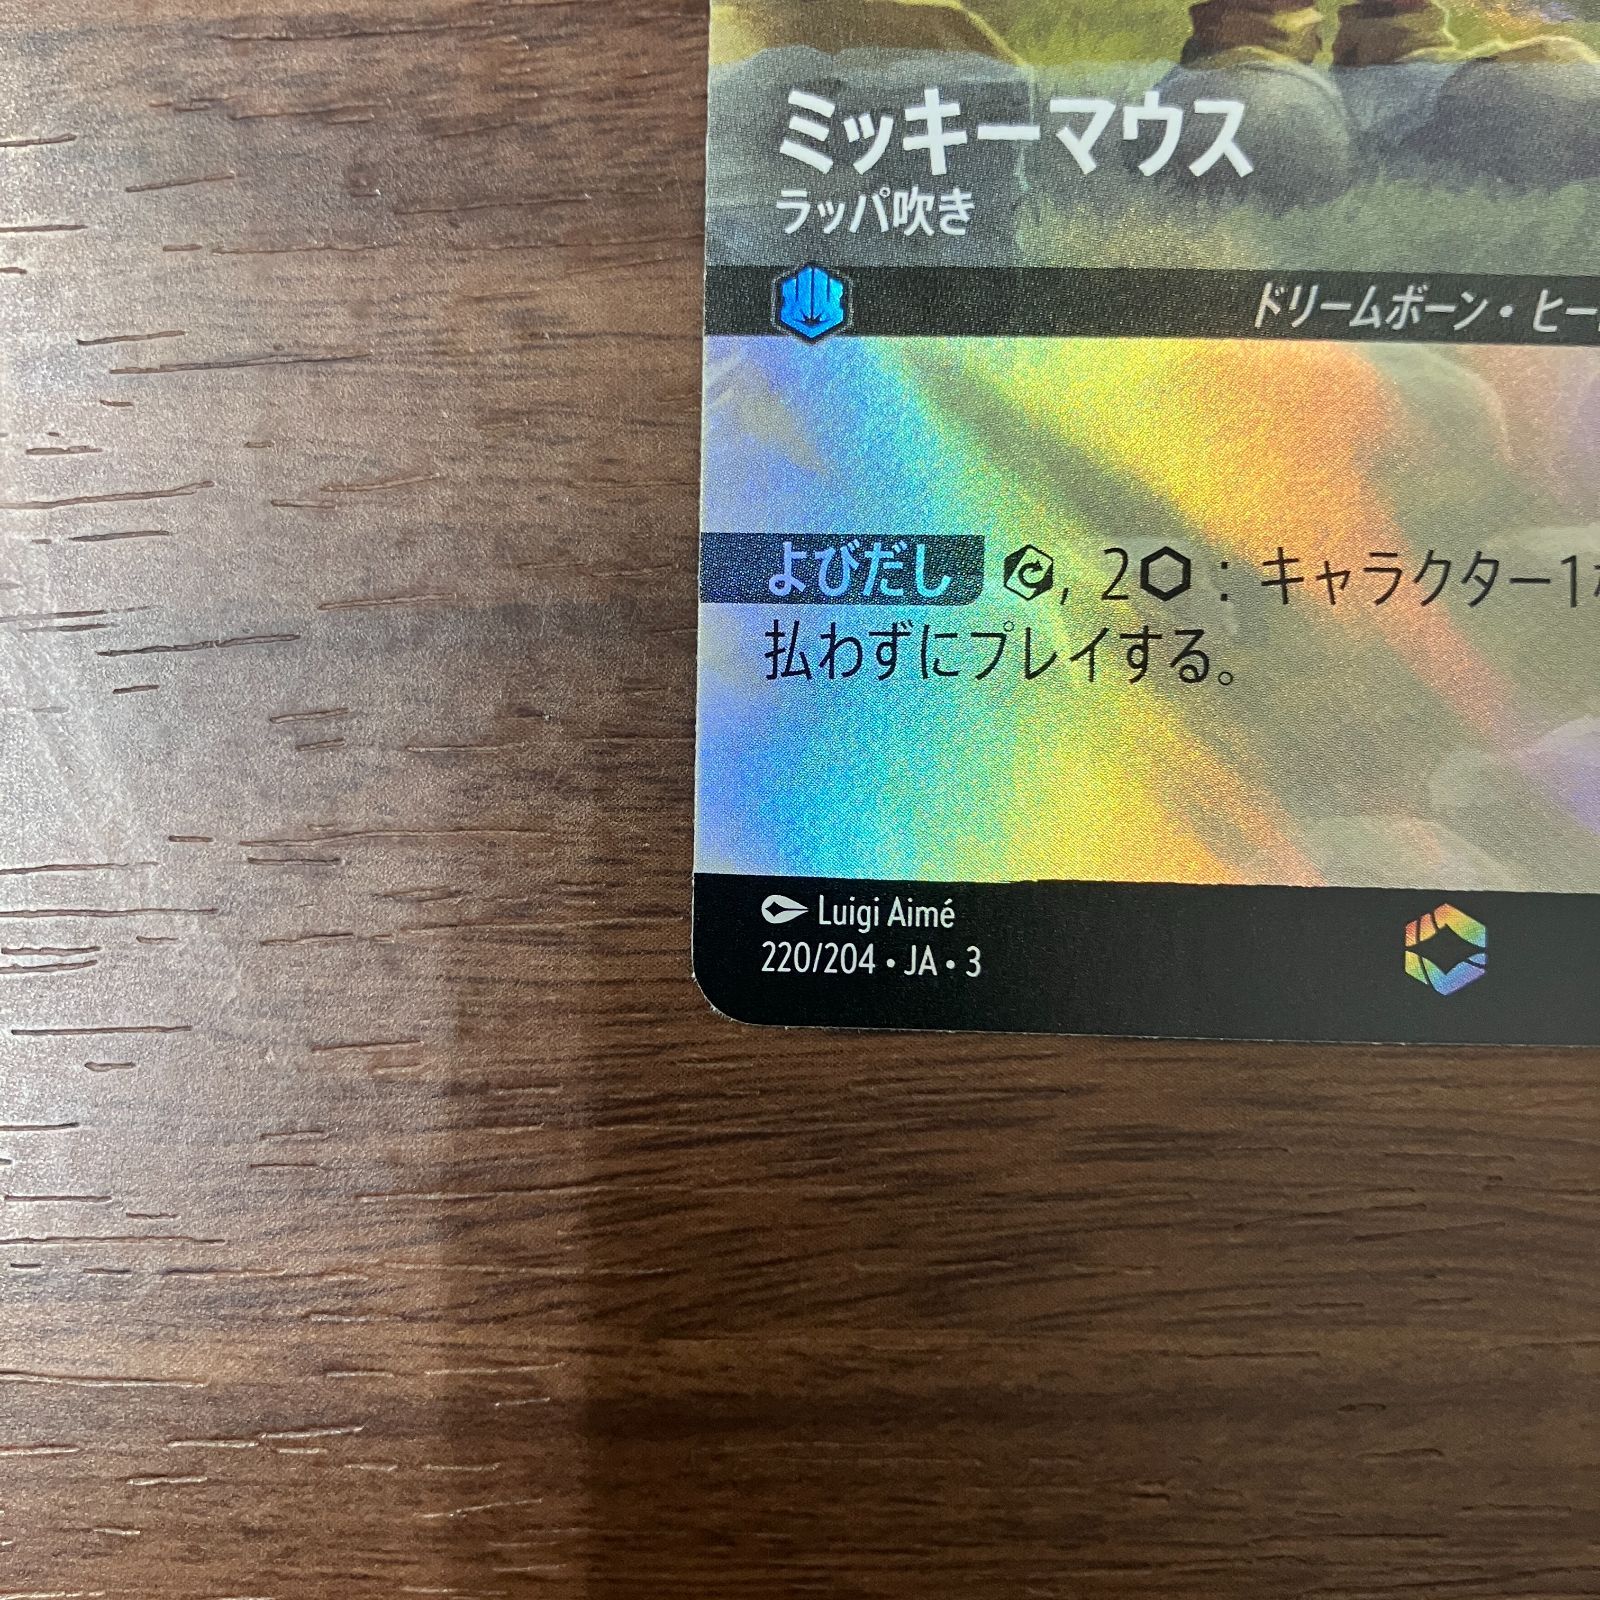 ミッキーマウス
ラッパ吹き
ドリームボーン・ヒー
よびだし , 2 : キャラクター1
払わずにプレイする。
Luigi Aimé
220/204 • JA • 3